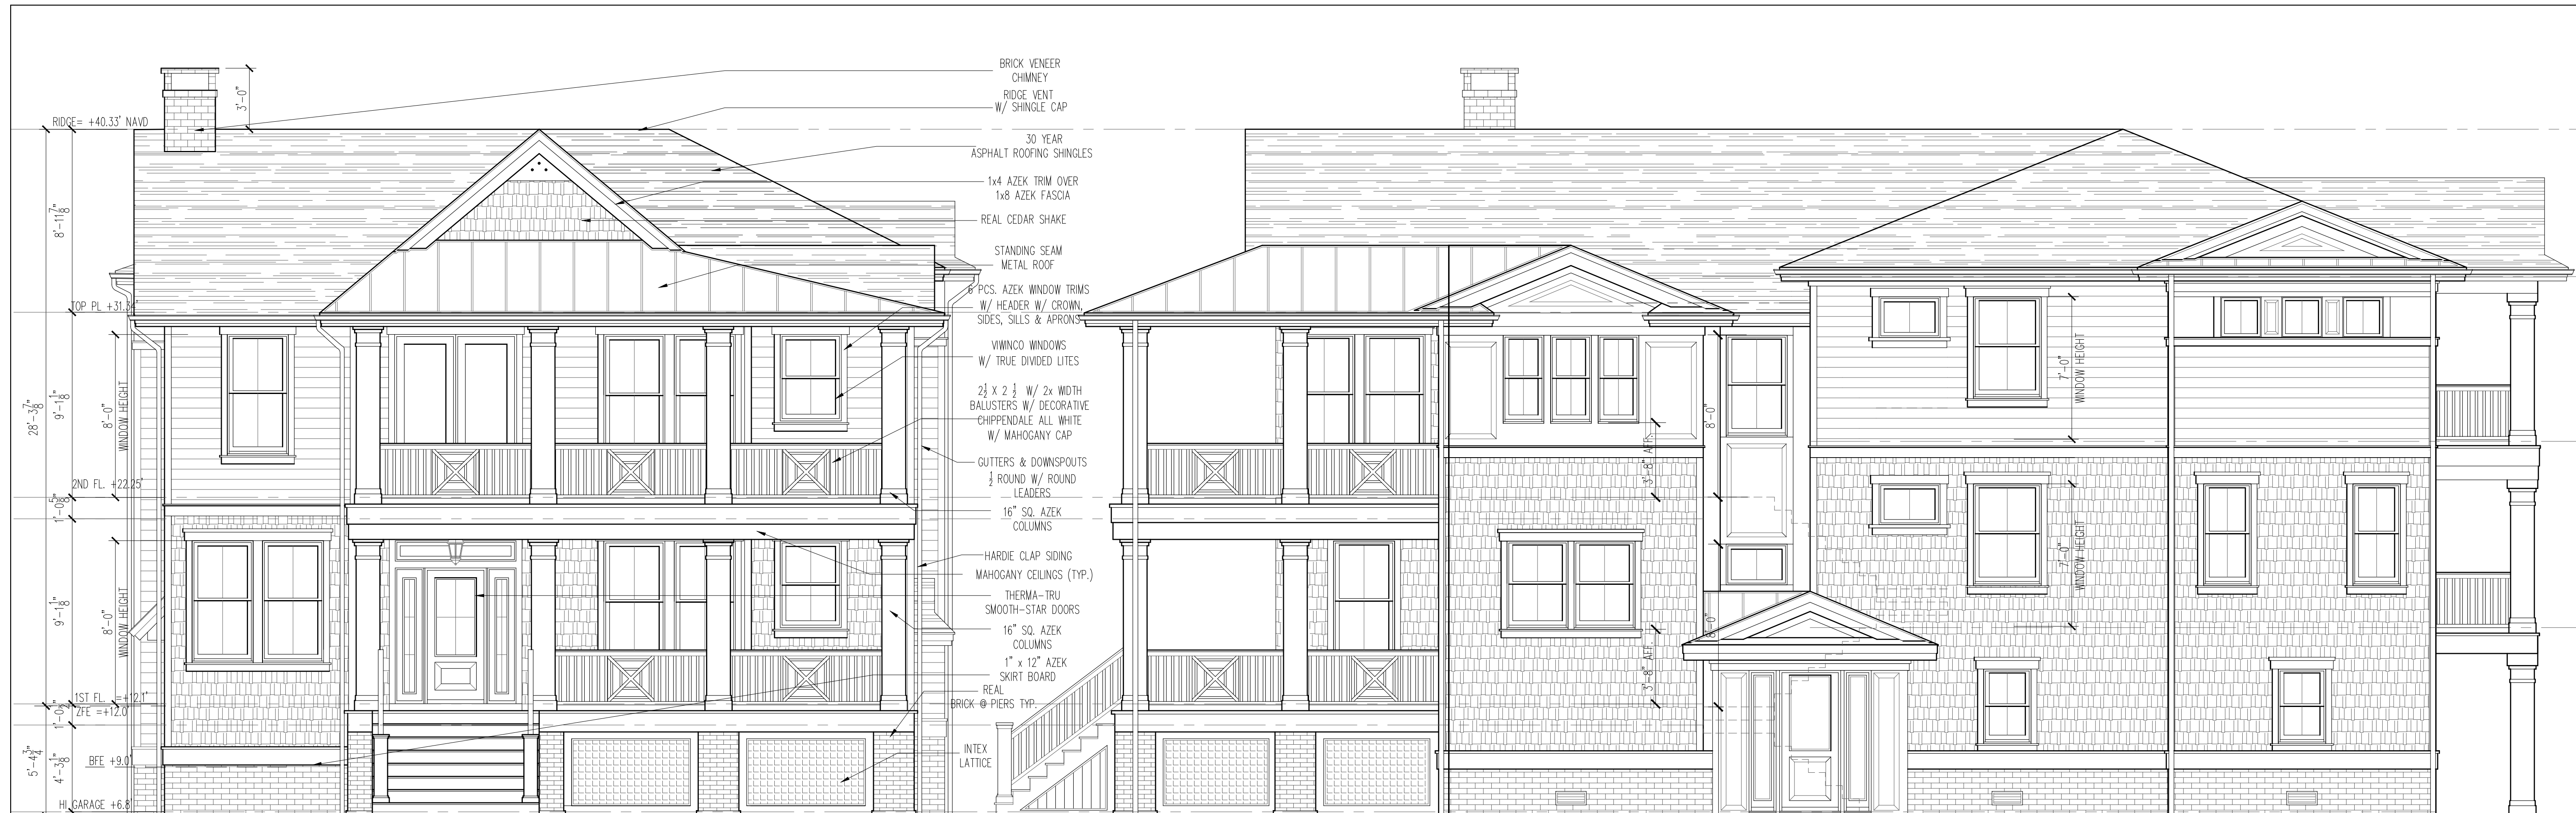 BRICK VENEER
CHIMNEY
RIDGE VENT
W/ SHINGLE CAP
30 YEAR
ASPHALT ROOFING SHINGLES
1x4 AZEK TRIM OVER
1x8 AZEK FASCIA
REAL CEDAR SHAKE
STANDING SEAM
METAL ROOF
6 PCS. AZEK WINDOW TRIMS
W/ HEADER W/ CROWN,
SIDES, SILLS & APRONS
VIWINCO WINDOWS
W/ TRUE DIVIDED LITES
2½ X 2 ½ W/ 2x WIDTH
BALUSTERS W/ DECORATIVE
CHIPPENDALE ALL WHITE
W/ MAHOGANY CAP
GUTTERS & DOWNSPOUTS
½ ROUND W/ ROUND
LEADERS
16" SQ. AZEK
COLUMNS
HARDIE CLAP SIDING
MAHOGANY CEILINGS (TYP.)
THERMA-TRU
SMOOTH-STAR DOORS
16" SQ. AZEK
COLUMNS
1" x 12" AZEK
SKIRT BOARD
REAL
BRICK @ PIERS TYP.
INTEX
LATTICE
3'-0"
RIDGE= +40.33' NAVD
TOP PL +31.34'
2ND FL. +22.25'
1ST FL. =+12.1'
ZFE =+12.0'
BFE +9.0'
HI GARAGE +6.8'
28'-3⅞"
5'-4¾"
8'-11⅞"
9'-1⅛"
1'-0⅝"
9'-1⅛"
4'-3⅛"
8'-0"
WINDOW HEIGHT
8'-0"
WINDOW HEIGHT
3'-8" AFF.
3'-8" AFF.
8'-0"
8'-0"
7'-0"
WINDOW HEIGHT
7'-0"
WINDOW HEIGHT